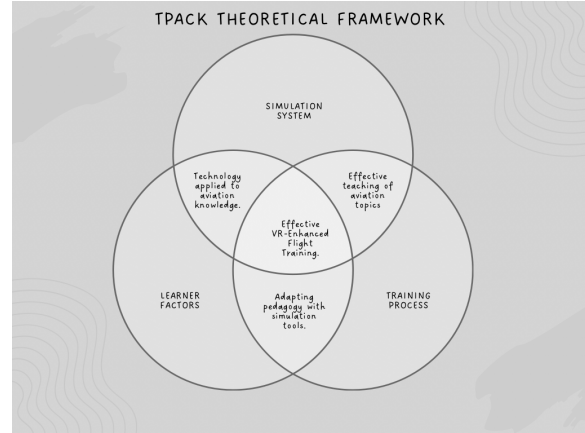 TPACK THEORETICAL FRAMEWORK
SIMULATION
SYSTEM
Technology
applied to
aviation
knowledge.
Effective
teaching of
aviation
topics
Effective
VR-Enhanced
Flight
Training.
LEARNER
FACTORS
Adapting
pedagogy with
simulation
tools.
TRAINING
PROCESS